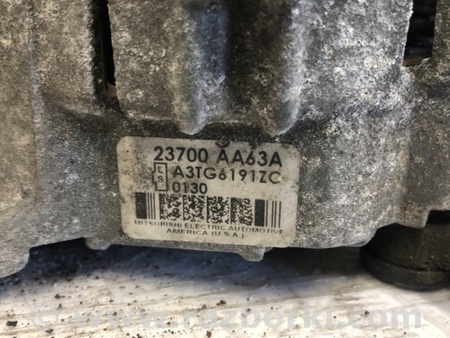 23700 AA63A
L S A3TG6191ZC
0130
MITSUBISHI ELECTRIC AUTOMOTIVE
AMERICA (U.S.A.)